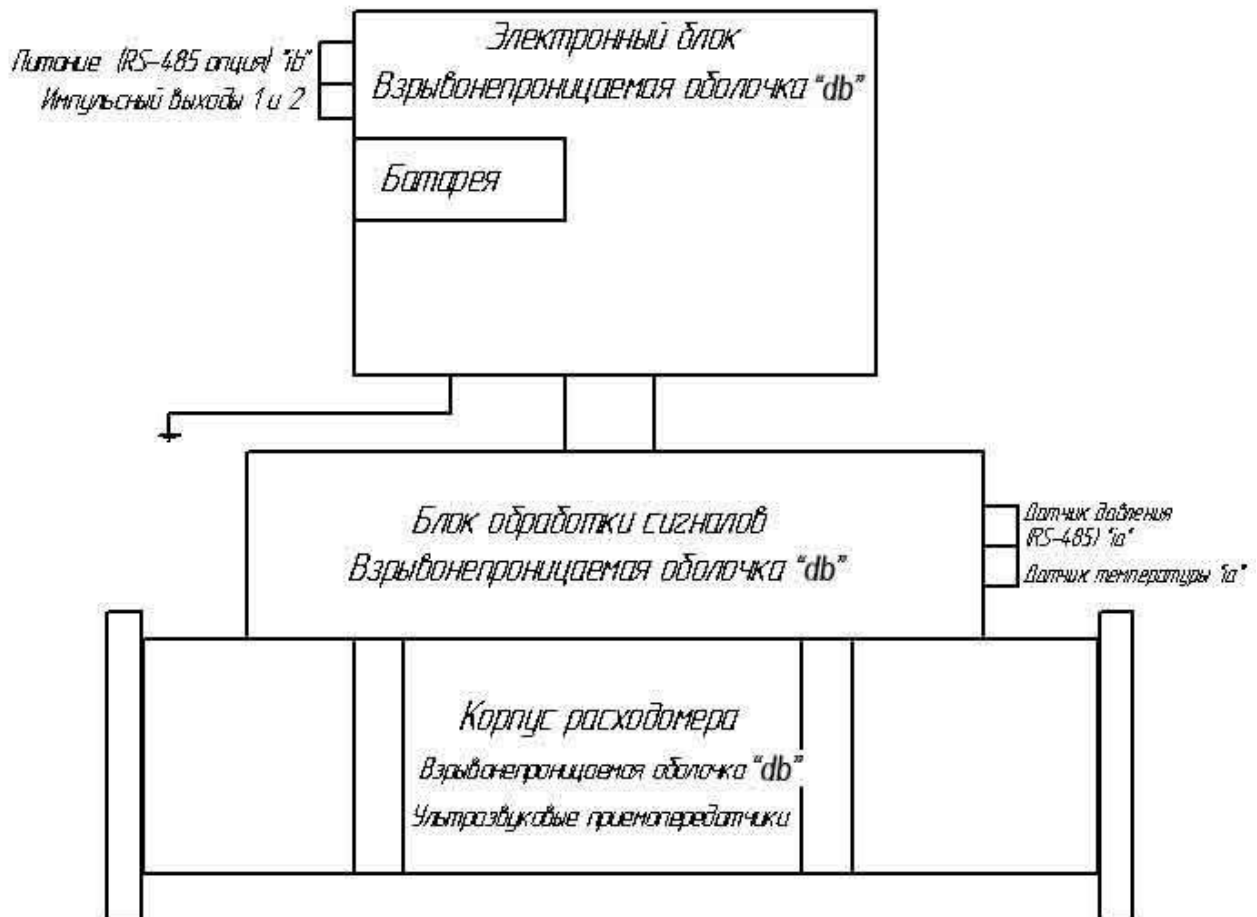 Электронный блок
Взрывонепроницаемая оболочка "db"
Питание (RS-485 опция) "ib"
Импульсный выходы 1 и 2
Батарея
Блок обработки сигналов
Взрывонепроницаемая оболочка "db"
Датчик давления
(RS-485) "ia"
Датчик температуры "ia"
Корпус расходомера
Взрывонепроницаемая оболочка "db"
Ультразвуковые приемопередатчики